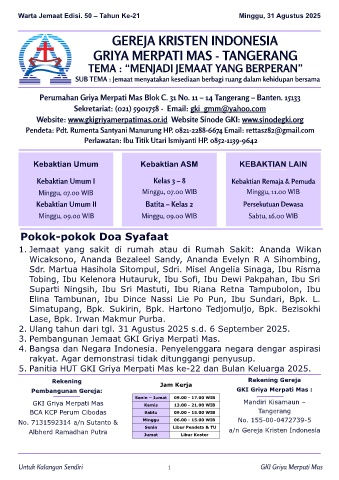 Warta Jemaat Edisi. 50 – Tahun Ke-21 Minggu, 31 Agustus 2025
GEREJA KRISTEN INDONESIA
GRIYA MERPATI MAS - TANGERANG
TEMA : “MENJADI JEMAAT YANG BERPERAN”
SUB TEMA : Jemaat menyatakan kesediaan berbagi ruang dalam kehidupan bersama
Perumahan Griya Merpati Mas Blok C. 31 No. 11 – 14 Tangerang – Banten. 15133
Sekretariat: (021) 5901758 - Email: gki_gmm@yahoo.com
Website: www.gkigriyamerpatimas.or.id Website Sinode GKI: www.sinodegki.org
Pendeta: Pdt. Rumenta Santyani Manurung HP. 0821-2288-6674 Email: rettasz82@gmail.com
Perlawatan: Ibu Titik Utari Ismiyanti HP. 0852-1139-9642
Kebaktian Umum
Kebaktian Umum I
Minggu, 07.00 WIB
Kebaktian Umum II
Minggu, 09.00 WIB
Kebaktian ASM
Kelas 3 – 8
Minggu, 07.00 WIB
Batita – Kelas 2
Minggu, 09.00 WIB
KEBAKTIAN LAIN
Kebaktian Remaja & Pemuda
Minggu, 11.00 WIB
Persekutuan Dewasa
Sabtu, 16.00 WIB
Pokok-pokok Doa Syafaat
1. Jemaat yang sakit di rumah atau di Rumah Sakit: Ananda Wikan
Wicaksono, Ananda Bezaleel Sandy, Ananda Evelyn R A Sihombing,
Sdr. Martua Hasihola Sitompul, Sdri. Misel Angelia Sinaga, Ibu Risma
Tobing, Ibu Kelenora Hutauruk, Ibu Sofi, Ibu Dewi Pakpahan, Ibu Sri
Suparti Ningsih, Ibu Sri Mastuti, Ibu Riana Retna Tampubolon, Ibu
Elina Tambunan, Ibu Dince Nassi Lie Po Pun, Ibu Sundari, Bpk. L.
Simatupang, Bpk. Sukirin, Bpk. Hartono Tedjomuljo, Bpk. Bezisokhi
Lase, Bpk. Irwan Makmur Purba.
2. Ulang tahun dari tgl. 31 Agustus 2025 s.d. 6 September 2025.
3. Pembangunan Jemaat GKI Griya Merpati Mas.
4. Bangsa dan Negara Indonesia. Penyelenggara negara dengar aspirasi
rakyat. Agar demonstrasi tidak ditunggangi penyusup.
5. Panitia HUT GKI Griya Merpati Mas ke-22 dan Bulan Keluarga 2025.
Rekening
Pembangunan Gereja:
GKI Griya Merpati Mas
BCA KCP Perum Cibodas
No. 7131592314 a/n Sutanto &
Albherd Ramadhan Putra
Jam Kerja
Senin – Jumat 09.00 - 17.00 WIB
Kamis 13.00 - 21.00 WIB
Sabtu 09.00 - 15.00 WIB
Minggu 06.00 - 15.00 WIB
Senin Libur Pendeta & TU
Jumat Libur Koster
Rekening Gereja
GKI Griya Merpati Mas :
Mandiri Kisamaun –
Tangerang
No. 155-00-0472739-5
a/n Gereja Kristen Indonesia
Untuk Kalangan Sendiri 1 GKI Griya Merpati Mas